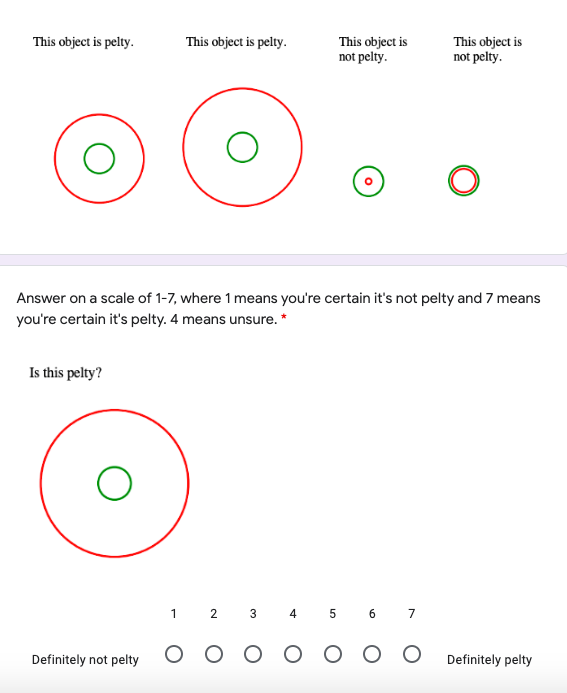 This object is pelty.
This object is pelty.
This object is
not pelty.
This object is
not pelty.
Answer on a scale of 1-7, where 1 means you're certain it's not pelty and 7 means
you're certain it's pelty. 4 means unsure. *
Is this pelty?
1 2 3 4 5 6 7
Definitely not pelty
Definitely pelty